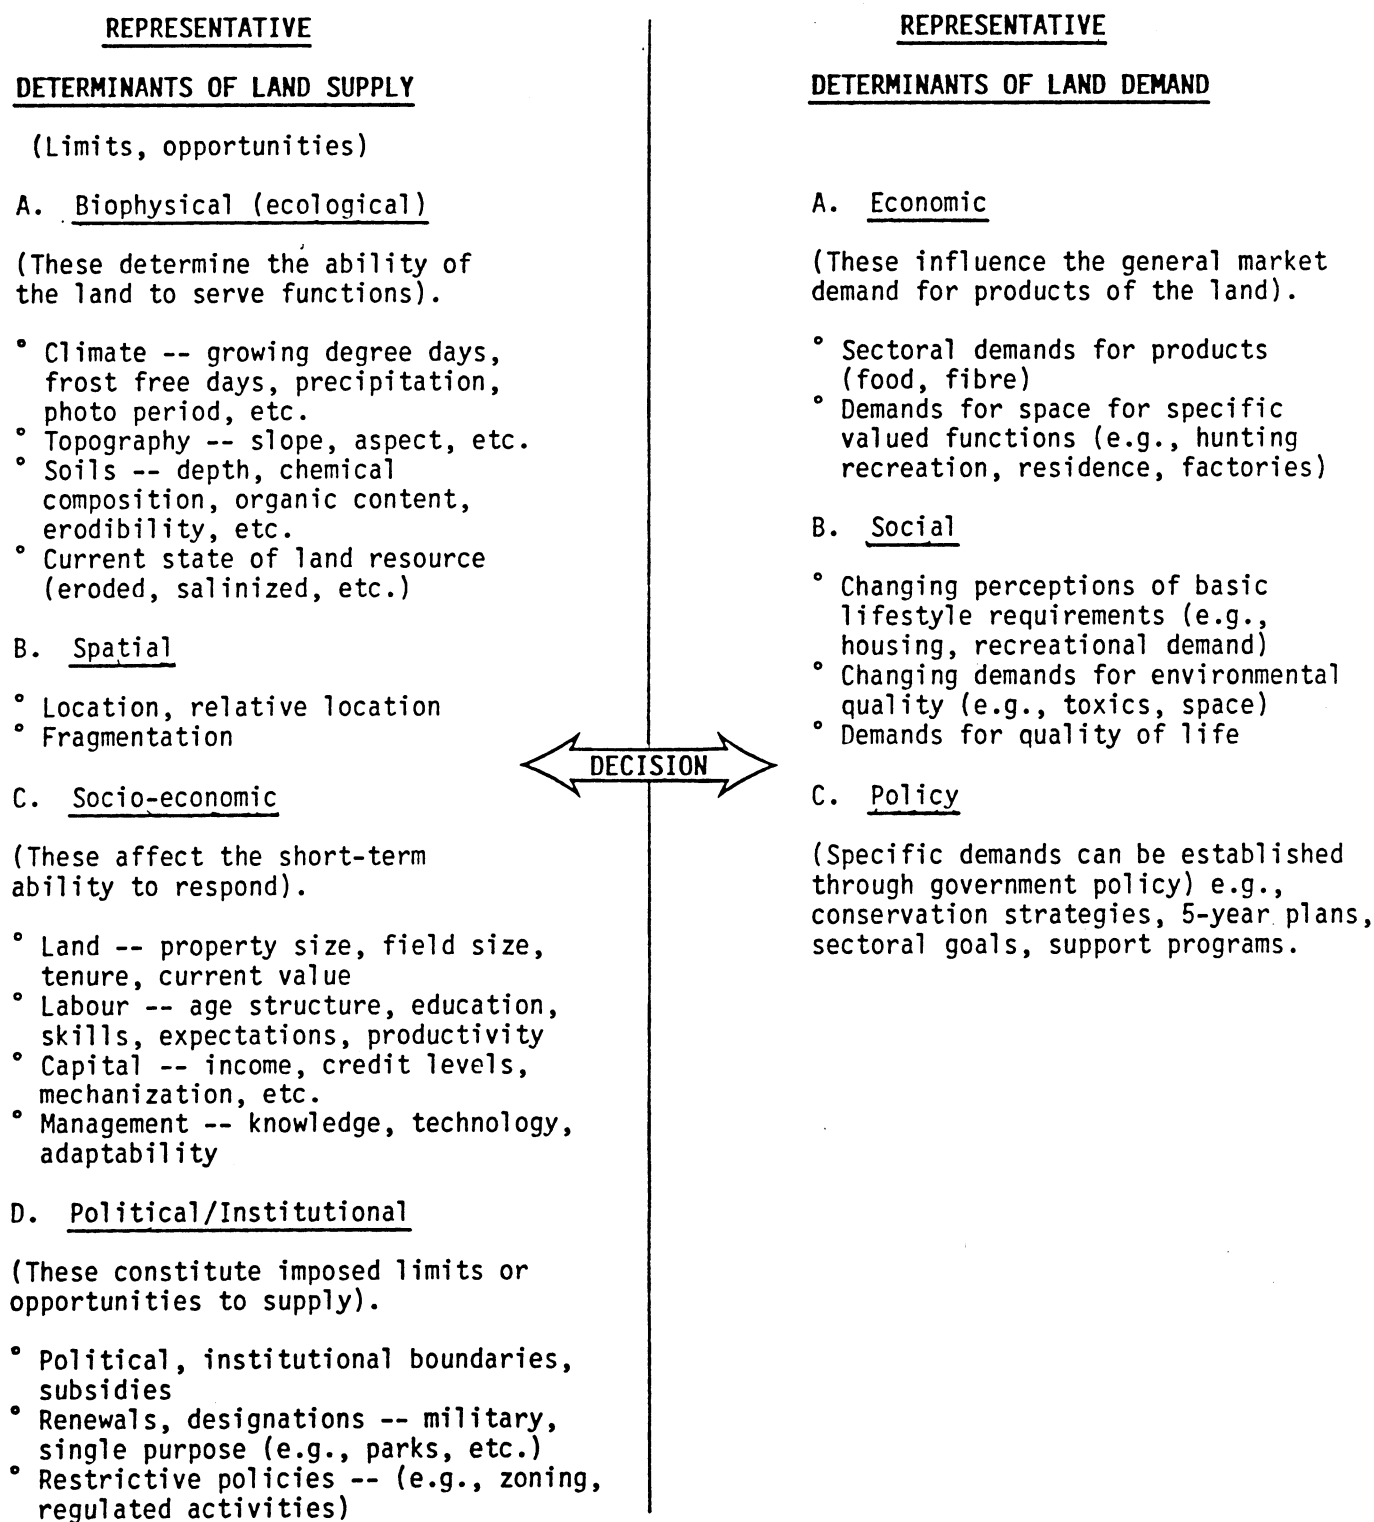 REPRESENTATIVE
DETERMINANTS OF LAND SUPPLY
(Limits, opportunities)
A. Biophysical (ecological)
(These determine the ability of
the land to serve functions).
° Climate -- growing degree days,
frost free days, precipitation,
photo period, etc.
° Topography -- slope, aspect, etc.
° Soils -- depth, chemical
composition, organic content,
erodibility, etc.
° Current state of land resource
(eroded, salinized, etc.)
B. Spatial
° Location, relative location
° Fragmentation
C. Socio-economic
(These affect the short-term
ability to respond).
° Land -- property size, field size,
tenure, current value
° Labour -- age structure, education,
skills, expectations, productivity
° Capital -- income, credit levels,
mechanization, etc.
° Management -- knowledge, technology,
adaptability
D. Political/Institutional
(These constitute imposed limits or
opportunities to supply).
° Political, institutional boundaries,
subsidies
° Renewals, designations -- military,
single purpose (e.g., parks, etc.)
° Restrictive policies -- (e.g., zoning,
regulated activities)
DECISION
REPRESENTATIVE
DETERMINANTS OF LAND DEMAND
A. Economic
(These influence the general market
demand for products of the land).
° Sectoral demands for products
(food, fibre)
° Demands for space for specific
valued functions (e.g., hunting
recreation, residence, factories)
B. Social
° Changing perceptions of basic
lifestyle requirements (e.g.,
housing, recreational demand)
° Changing demands for environmental
quality (e.g., toxics, space)
° Demands for quality of life
C. Policy
(Specific demands can be established
through government policy) e.g.,
conservation strategies, 5-year plans,
sectoral goals, support programs.